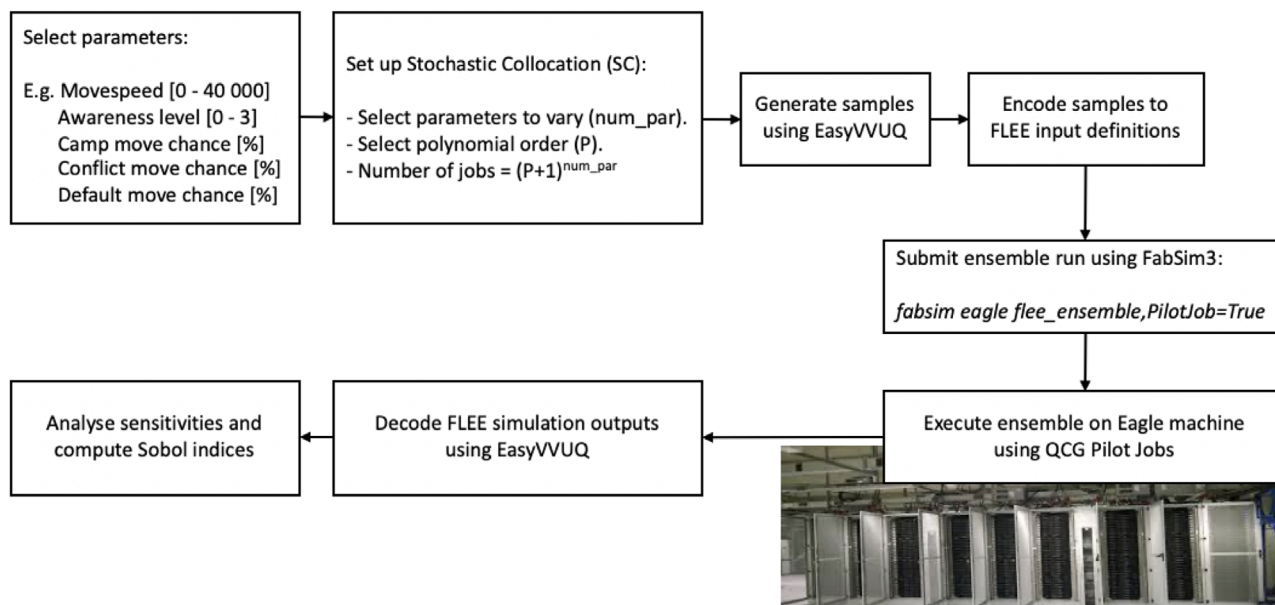 Select parameters:
E.g. Movespeed [0 - 40 000]
Awareness level [0 - 3]
Camp move chance [%]
Conflict move chance [%]
Default move chance [%]
Set up Stochastic Collocation (SC):
- Select parameters to vary (num_par).
- Select polynomial order (P).
- Number of jobs = (P+1)^num_par
Generate samples
using EasyVVUQ
Encode samples to
FLEE input definitions
Submit ensemble run using FabSim3:
fabsim eagle flee_ensemble,PilotJob=True
Execute ensemble on Eagle machine
using QCG Pilot Jobs
Decode FLEE simulation outputs
using EasyVVUQ
Analyse sensitivities and
compute Sobol indices